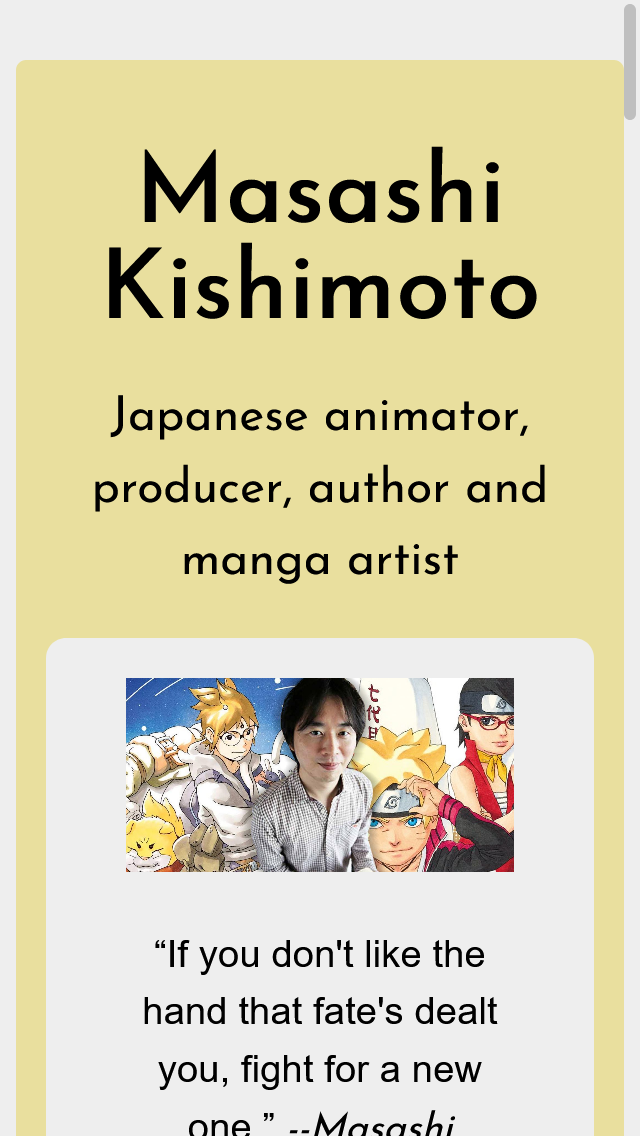 Masashi
Kishimoto
Japanese animator,
producer, author and
manga artist
七代目
“If you don't like the
hand that fate's dealt
you, fight for a new
one.” --Masashi